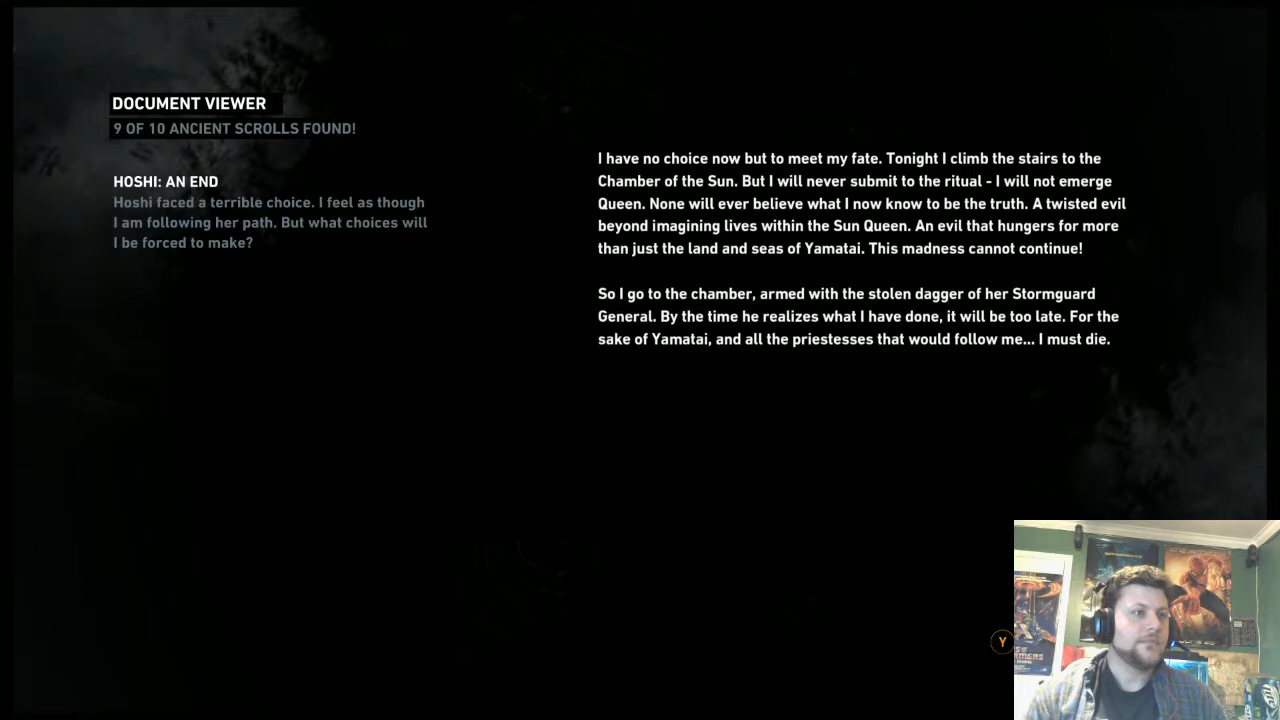 DOCUMENT VIEWER
9 OF 10 ANCIENT SCROLLS FOUND!
HOSHI: AN END
Hoshi faced a terrible choice. I feel as though
I am following her path. But what choices will
I be forced to make?
I have no choice now but to meet my fate. Tonight I climb the stairs to the
Chamber of the Sun. But I will never submit to the ritual - I will not emerge
Queen. None will ever believe what I now know to be the truth. A twisted evil
beyond imagining lives within the Sun Queen. An evil that hungers for more
than just the land and seas of Yamatai. This madness cannot continue!
So I go to the chamber, armed with the stolen dagger of her Stormguard
General. By the time he realizes what I have done, it will be too late. For the
sake of Yamatai, and all the priestesses that would follow me... I must die.
Y